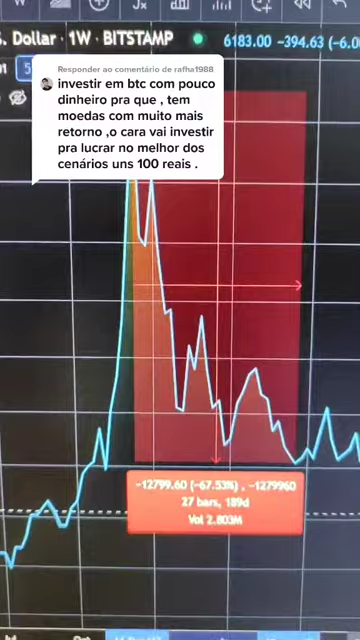 . Dollar · 1W · BITSTAMP
6183.00 -394.63 (-6.0
Responder ao comentário de rafha1988
investir em btc com pouco
dinheiro pra que , tem
moedas com muito mais
retorno ,o cara vai investir
pra lucrar no melhor dos
cenários uns 100 reais .
-12799.60 (-67.53%) , -1279960
27 bars, 189d
Vol 2.803M
Oct